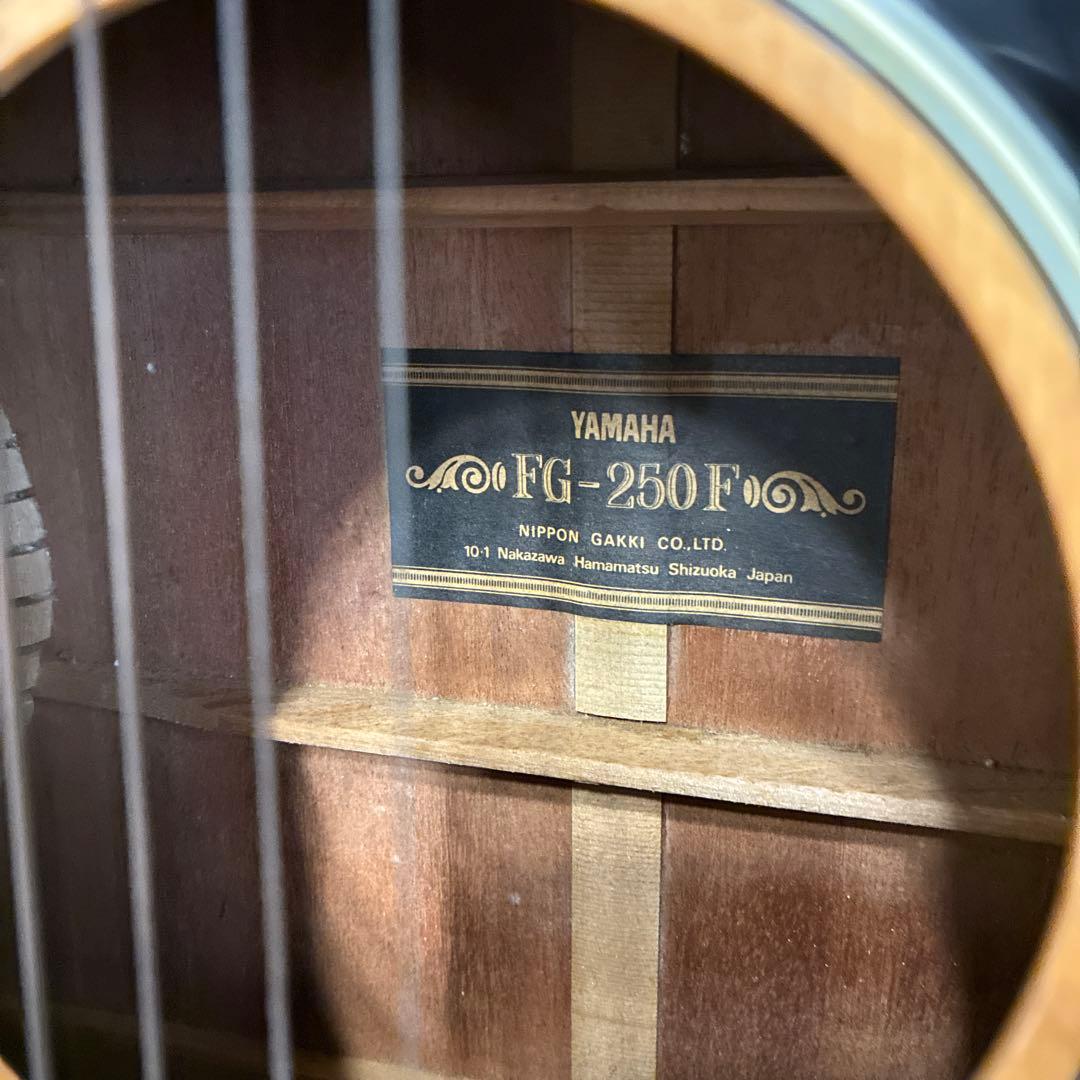 YAMAHA
FG-250F
NIPPON GAKKI CO.,LTD.
10-1 Nakazawa Hamamatsu Shizuoka Japan